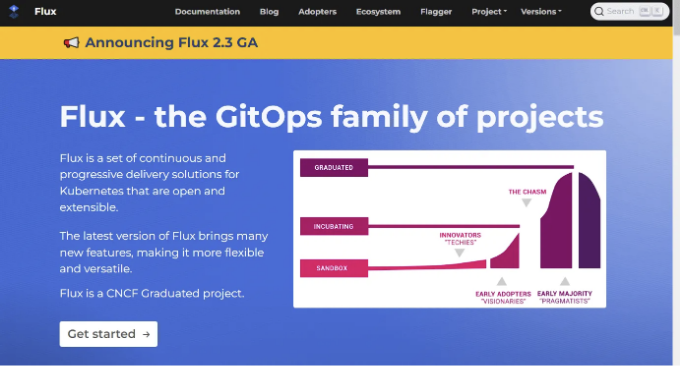 Flux
Documentation
Blog
Adopters
Ecosystem
Flagger
Project
Versions
Search
Announcing Flux 2.3 GA
Flux - the GitOps family of projects
Flux is a set of continuous and
progressive delivery solutions for
Kubernetes that are open and
extensible.
The latest version of Flux brings many
new features, making it more flexible
and versatile.
Flux is a CNCF Graduated project.
Get started →
GRADUATED
THE CHASM
INCUBATING
INNOVATORS
"TECHIES"
SANDBOX
EARLY ADOPTERS
"VISIONARIES"
EARLY MAJORITY
"PRAGMATISTS"